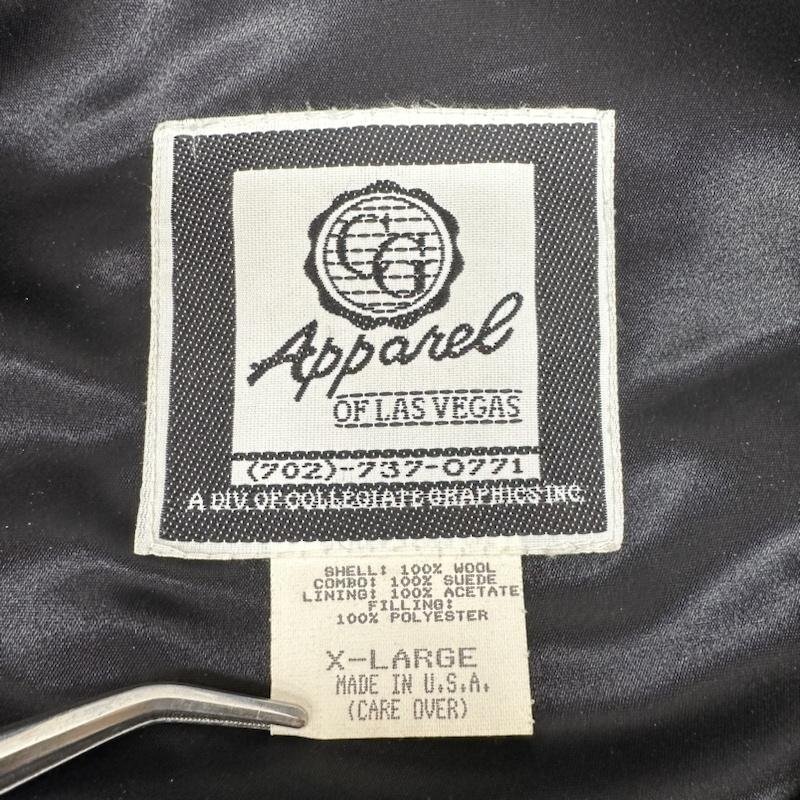 CG
Apparel
OF LAS VEGAS
(702)-737-0771
A DIV. OF COLLEGIATE GRAPHICS INC.
SHELL: 100% WOOL
COMBO: 100% SUEDE
LINING: 100% ACETATE
FILLING:
100% POLYESTER
X-LARGE
MADE IN U.S.A.
(CARE OVER)